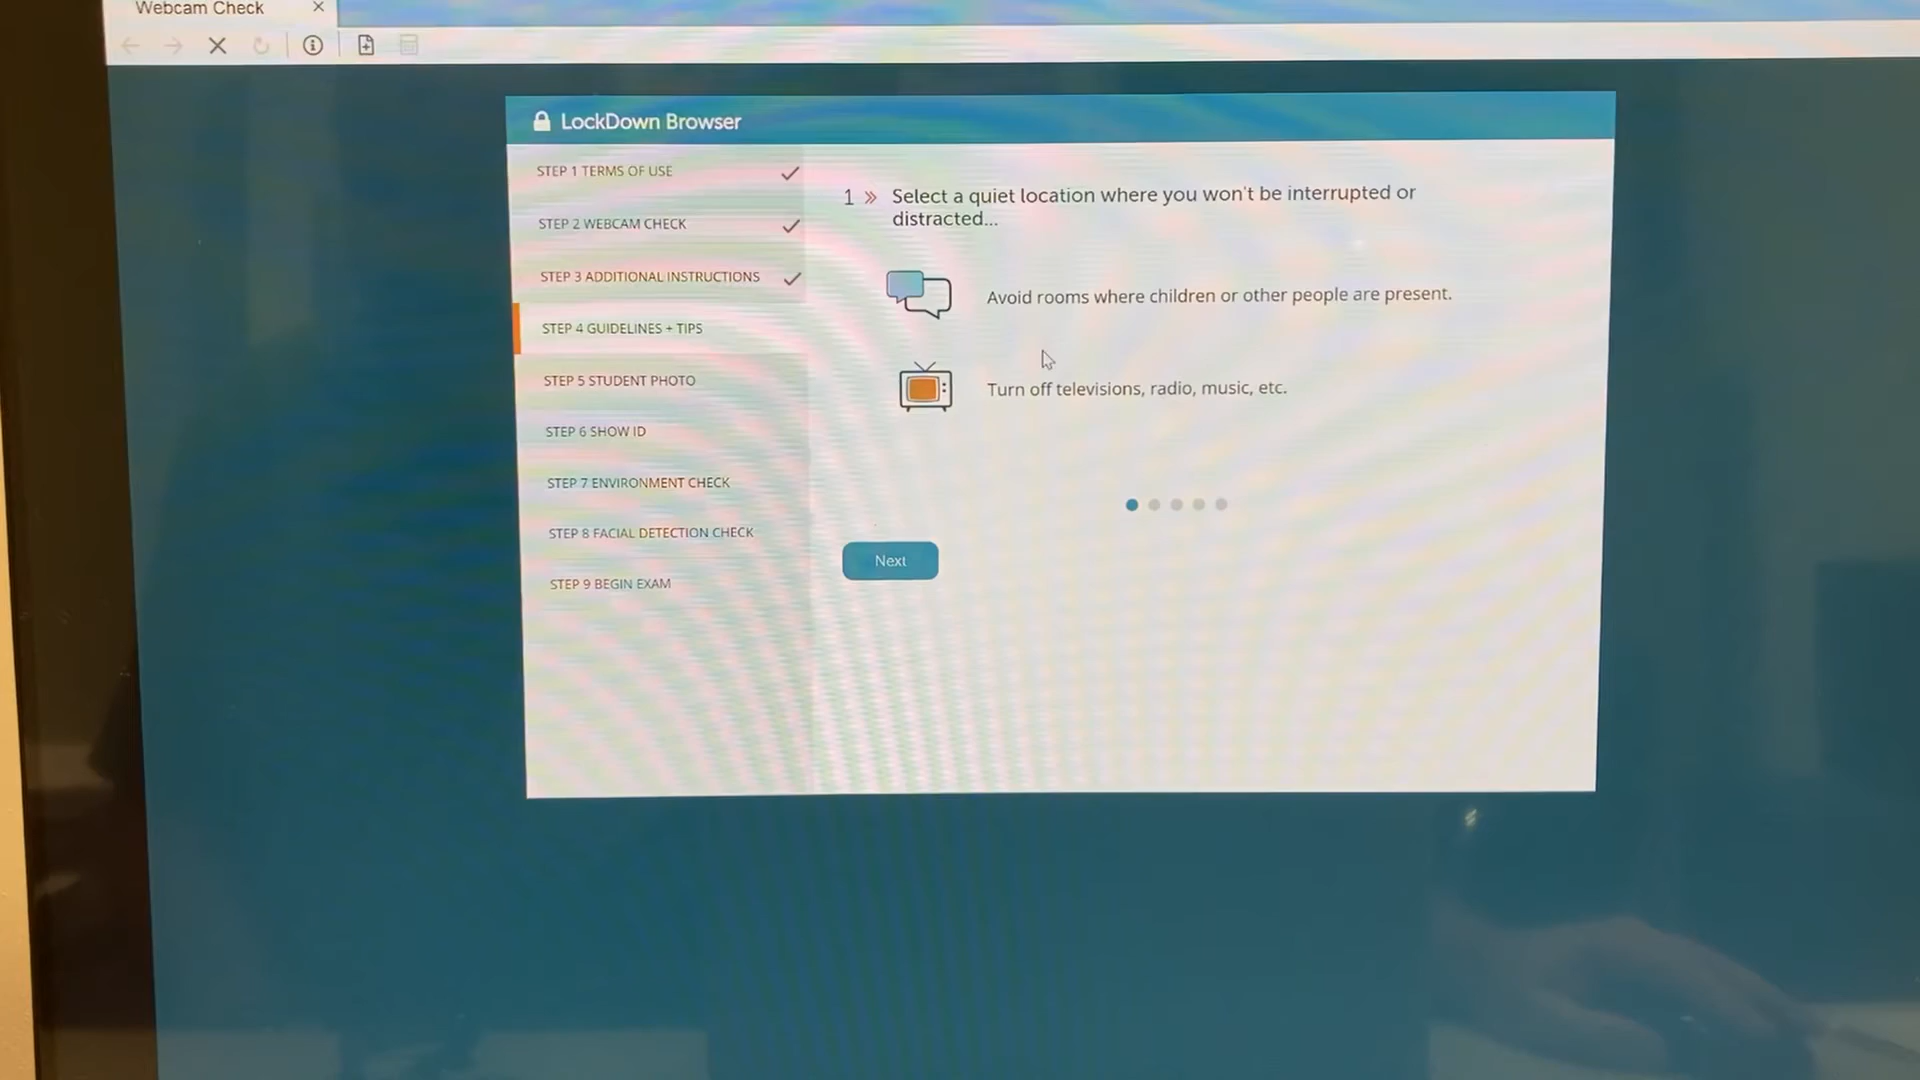 Webcam Check
LockDown Browser
STEP 1 TERMS OF USE
STEP 2 WEBCAM CHECK
STEP 3 ADDITIONAL INSTRUCTIONS
STEP 4 GUIDELINES + TIPS
STEP 5 STUDENT PHOTO
STEP 6 SHOW ID
STEP 7 ENVIRONMENT CHECK
STEP 8 FACIAL DETECTION CHECK
STEP 9 BEGIN EXAM
1 » Select a quiet location where you won't be interrupted or
distracted...
Avoid rooms where children or other people are present.
Turn off televisions, radio, music, etc.
Next